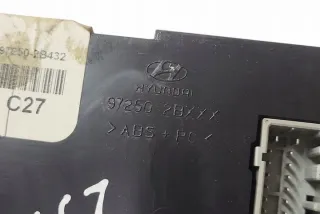 97250-2B432
C27
HYUNDAI
97250 2BXXX
>ABS+PC<